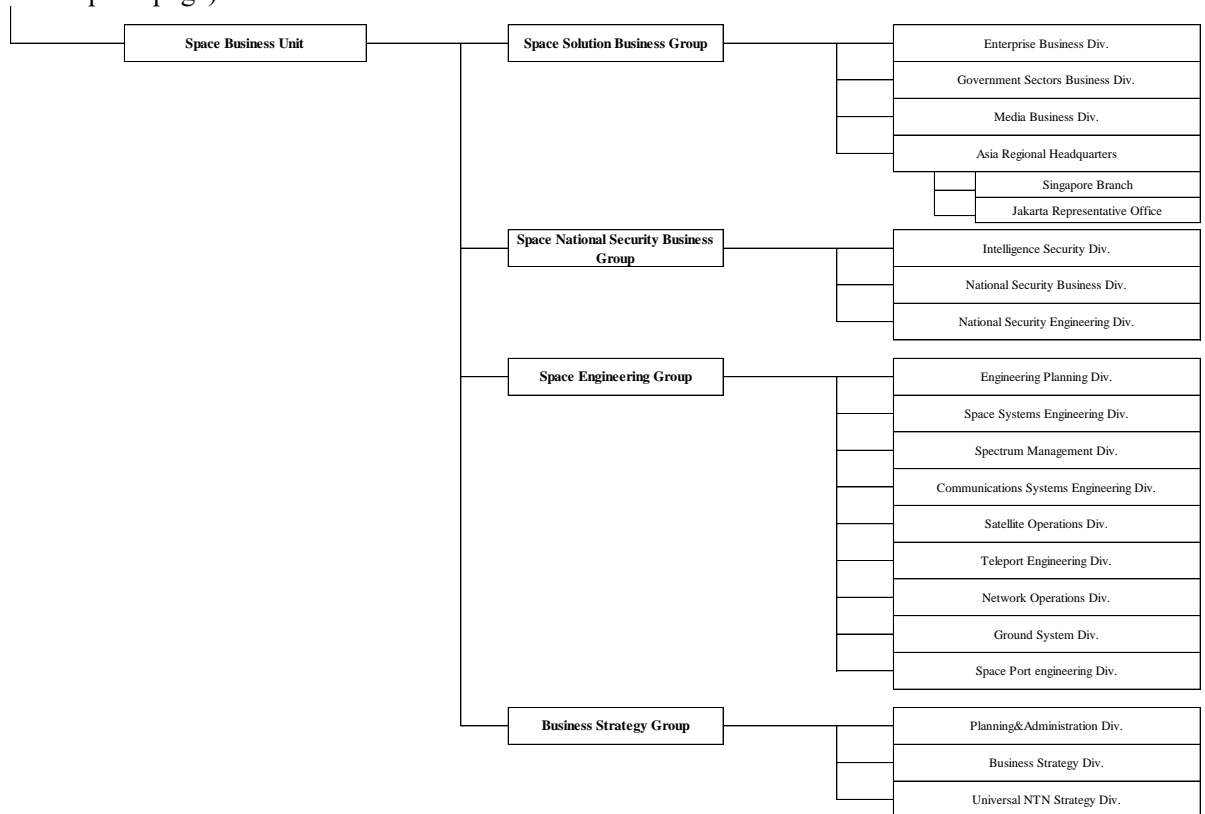 Space Business Unit
Space Solution Business Group
Enterprise Business Div.
Government Sectors Business Div.
Media Business Div.
Asia Regional Headquarters
Singapore Branch
Jakarta Representative Office
Space National Security Business
Group
Intelligence Security Div.
National Security Business Div.
National Security Engineering Div.
Space Engineering Group
Engineering Planning Div.
Space Systems Engineering Div.
Spectrum Management Div.
Communications Systems Engineering Div.
Satellite Operations Div.
Teleport Engineering Div.
Network Operations Div.
Ground System Div.
Space Port engineering Div.
Business Strategy Group
Planning&Administration Div.
Business Strategy Div.
Universal NTN Strategy Div.